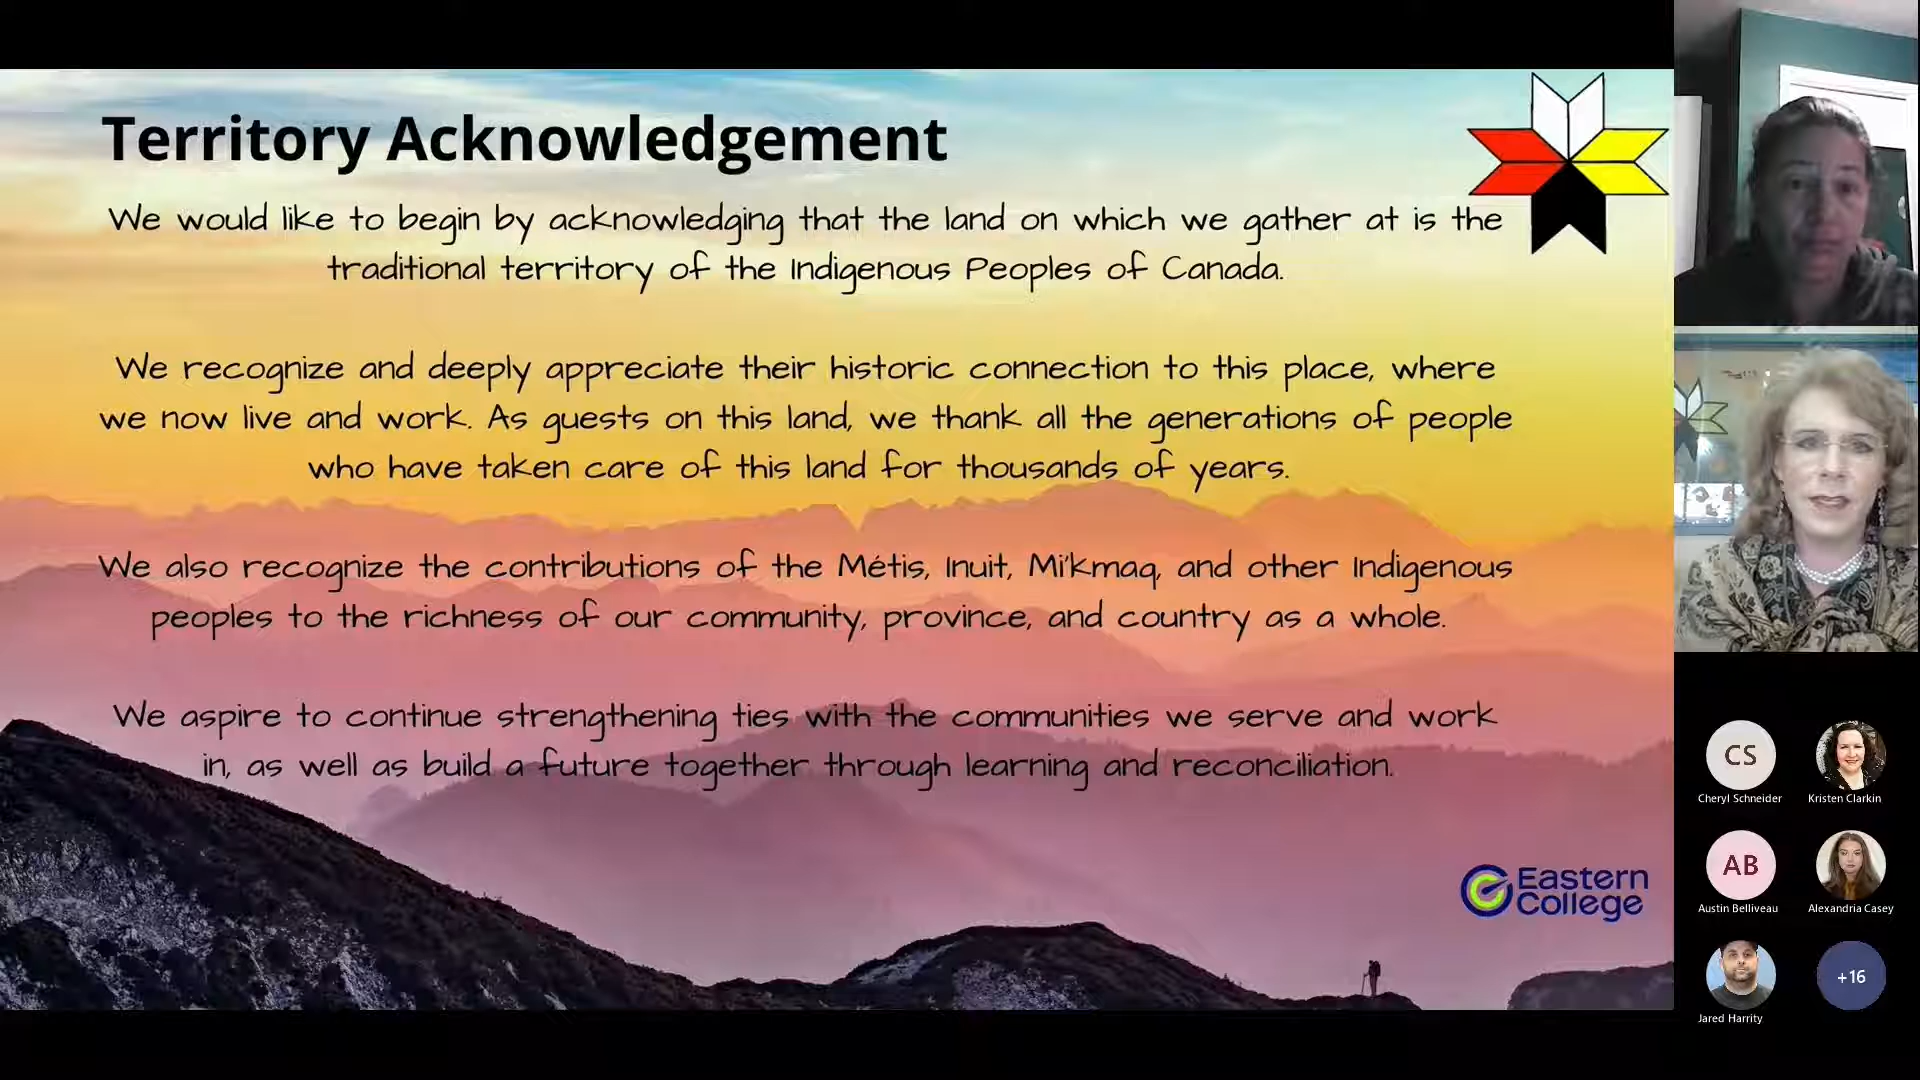 Territory Acknowledgement
We would like to begin by acknowledging that the land on which we gather at is the
traditional territory of the Indigenous Peoples of Canada.
We recognize and deeply appreciate their historic connection to this place, where
we now live and work. As guests on this land, we thank all the generations of people
who have taken care of this land for thousands of years.
We also recognize the contributions of the Métis, Inuit, Mi'kmaq, and other Indigenous
peoples to the richness of our community, province, and country as a whole.
We aspire to continue strengthening ties with the communities we serve and work
in, as well as build a future together through learning and reconciliation.
Eastern
College
CS
Cheryl Schneider
Kristen Clarkin
AB
Austin Belliveau
Alexandria Casey
Jared Harrity
+16